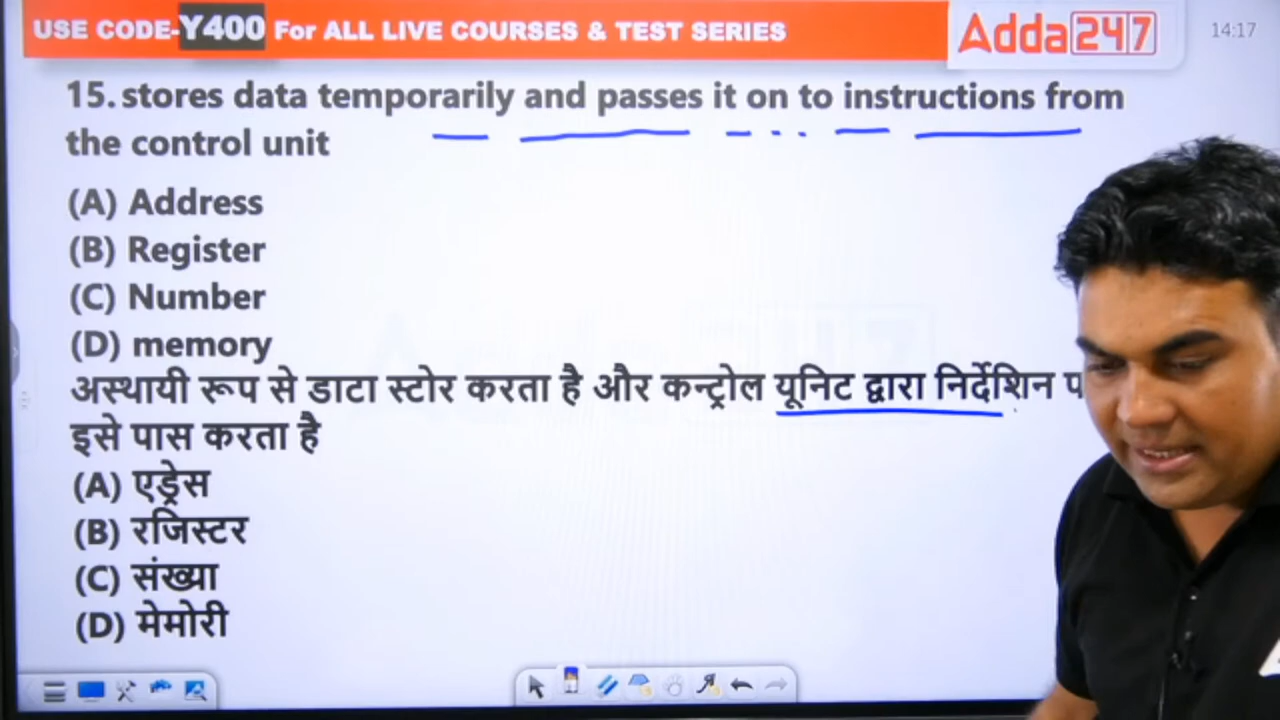 USE CODE-Y400 For ALL LIVE COURSES & TEST SERIES
Adda247
14:17
15. stores data temporarily and passes it on to instructions from
the control unit
(A) Address
(B) Register
(C) Number
(D) memory
अस्थायी रूप से डाटा स्टोर करता है और कन्ट्रोल यूनिट द्वारा निर्देशिन
इसे पास करता है
(A) एड्रेस
(B) रजिस्टर
(C) संख्या
(D) मेमोरी